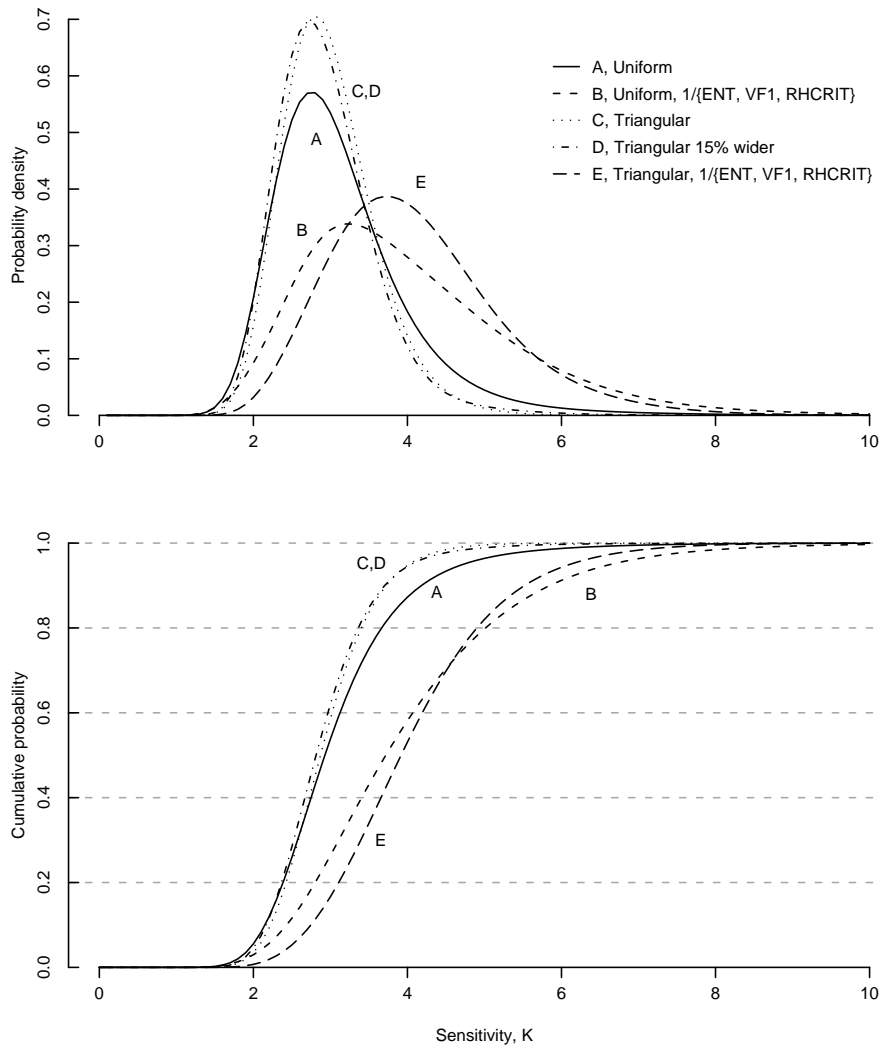 0.7
0.6
0.5
0.4
0.3
0.2
0.1
0.0
Probability density
A, Uniform
B, Uniform, 1/{ENT, VF1, RHCRIT}
C, Triangular
D, Triangular 15% wider
E, Triangular, 1/{ENT, VF1, RHCRIT}
C,D
A
E
B
0 2 4 6 8 10
1.0
0.8
0.6
0.4
0.2
0.0
Cumulative probability
C,D
A
B
E
0 2 4 6 8 10
Sensitivity, K